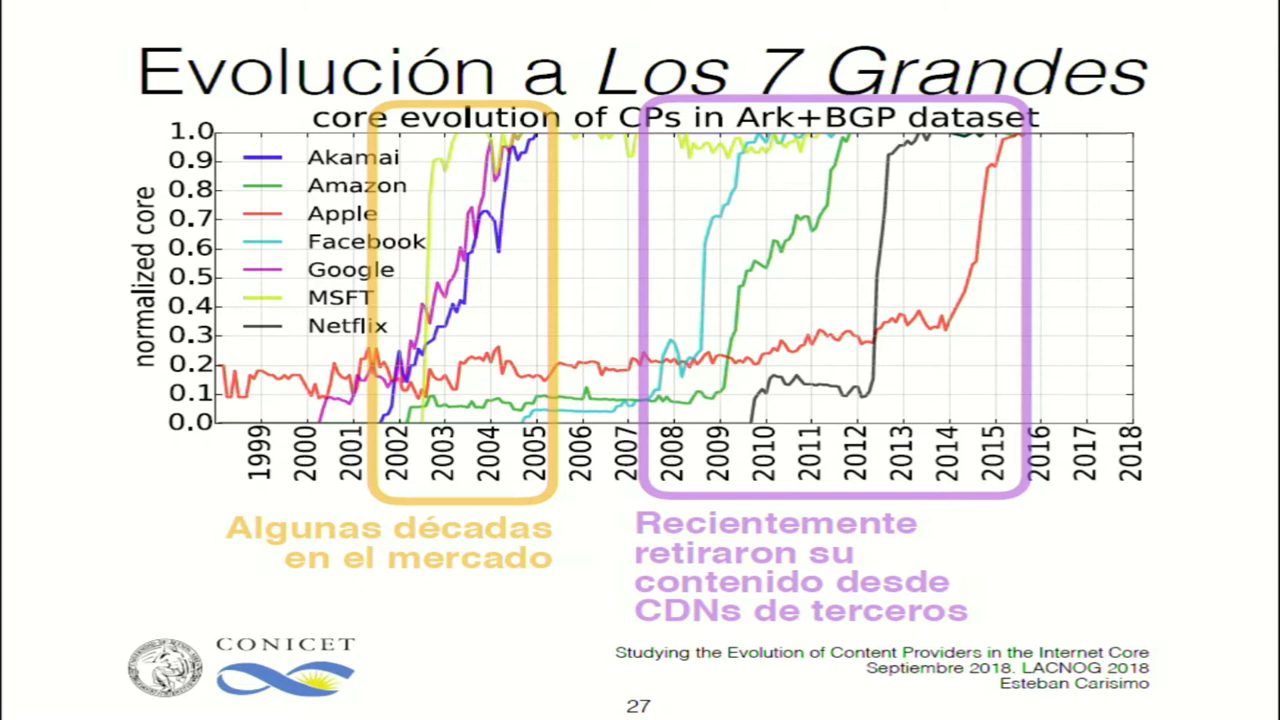 Evolución a Los 7 Grandes
core evolution of CPs in Ark+BGP dataset
normalized core
1.0
0.9
0.8
0.7
0.6
0.5
0.4
0.3
0.2
0.1
0.0
Akamai
Amazon
Apple
Facebook
Google
MSFT
Netflix
1999
2000
2001
2002
2003
2004
2005
2006
2007
2008
2009
2010
2011
2012
2013
2014
2015
2016
2017
2018
Algunas décadas
en el mercado
Recientemente
retiraron su
contenido desde
CDNs de terceros
CONICET
Studying the Evolution of Content Providers in the Internet Core
Septiembre 2018. LACNOG 2018
Esteban Carisimo
27